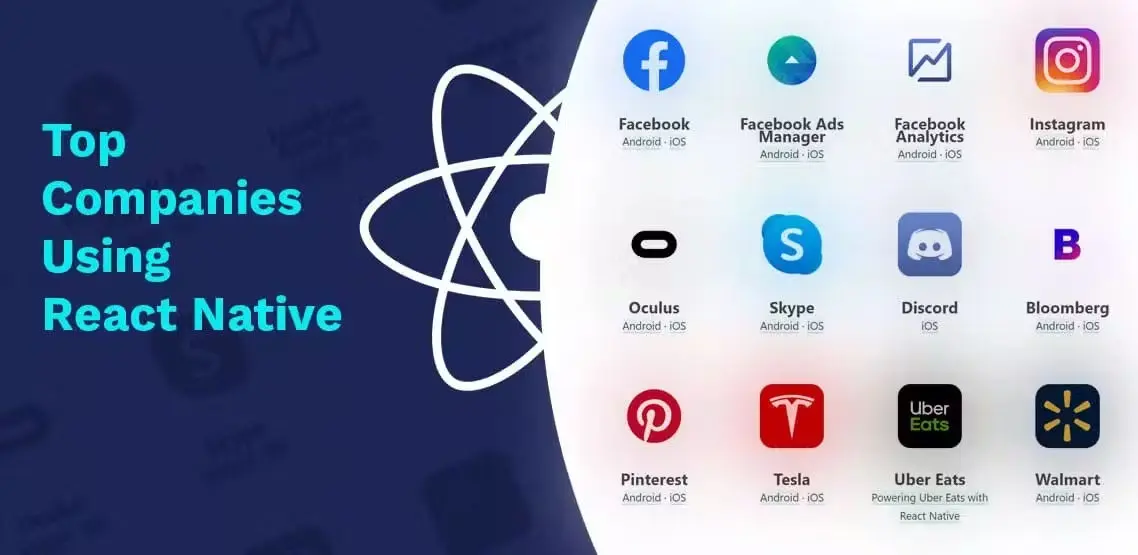 Top
Companies
Using
React Native
Facebook
Android · iOS
Facebook Ads
Manager
Android · iOS
Facebook
Analytics
Android · iOS
Instagram
Android · iOS
Oculus
Android · iOS
Skype
Android · iOS
Discord
iOS
B
Bloomberg
Android · iOS
Pinterest
Android · iOS
Tesla
Android · iOS
Uber
Eats
Uber Eats
Powering Uber Eats with
React Native
Walmart
Android · iOS